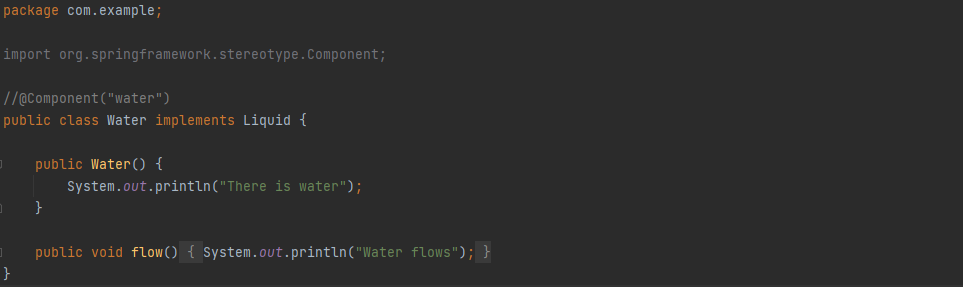 package com.example;
import org.springframework.stereotype.Component;
//@Component("water")
public class Water implements Liquid {
public Water() {
System.out.println("There is water");
}
public void flow() { System.out.println("Water flows"); }
}